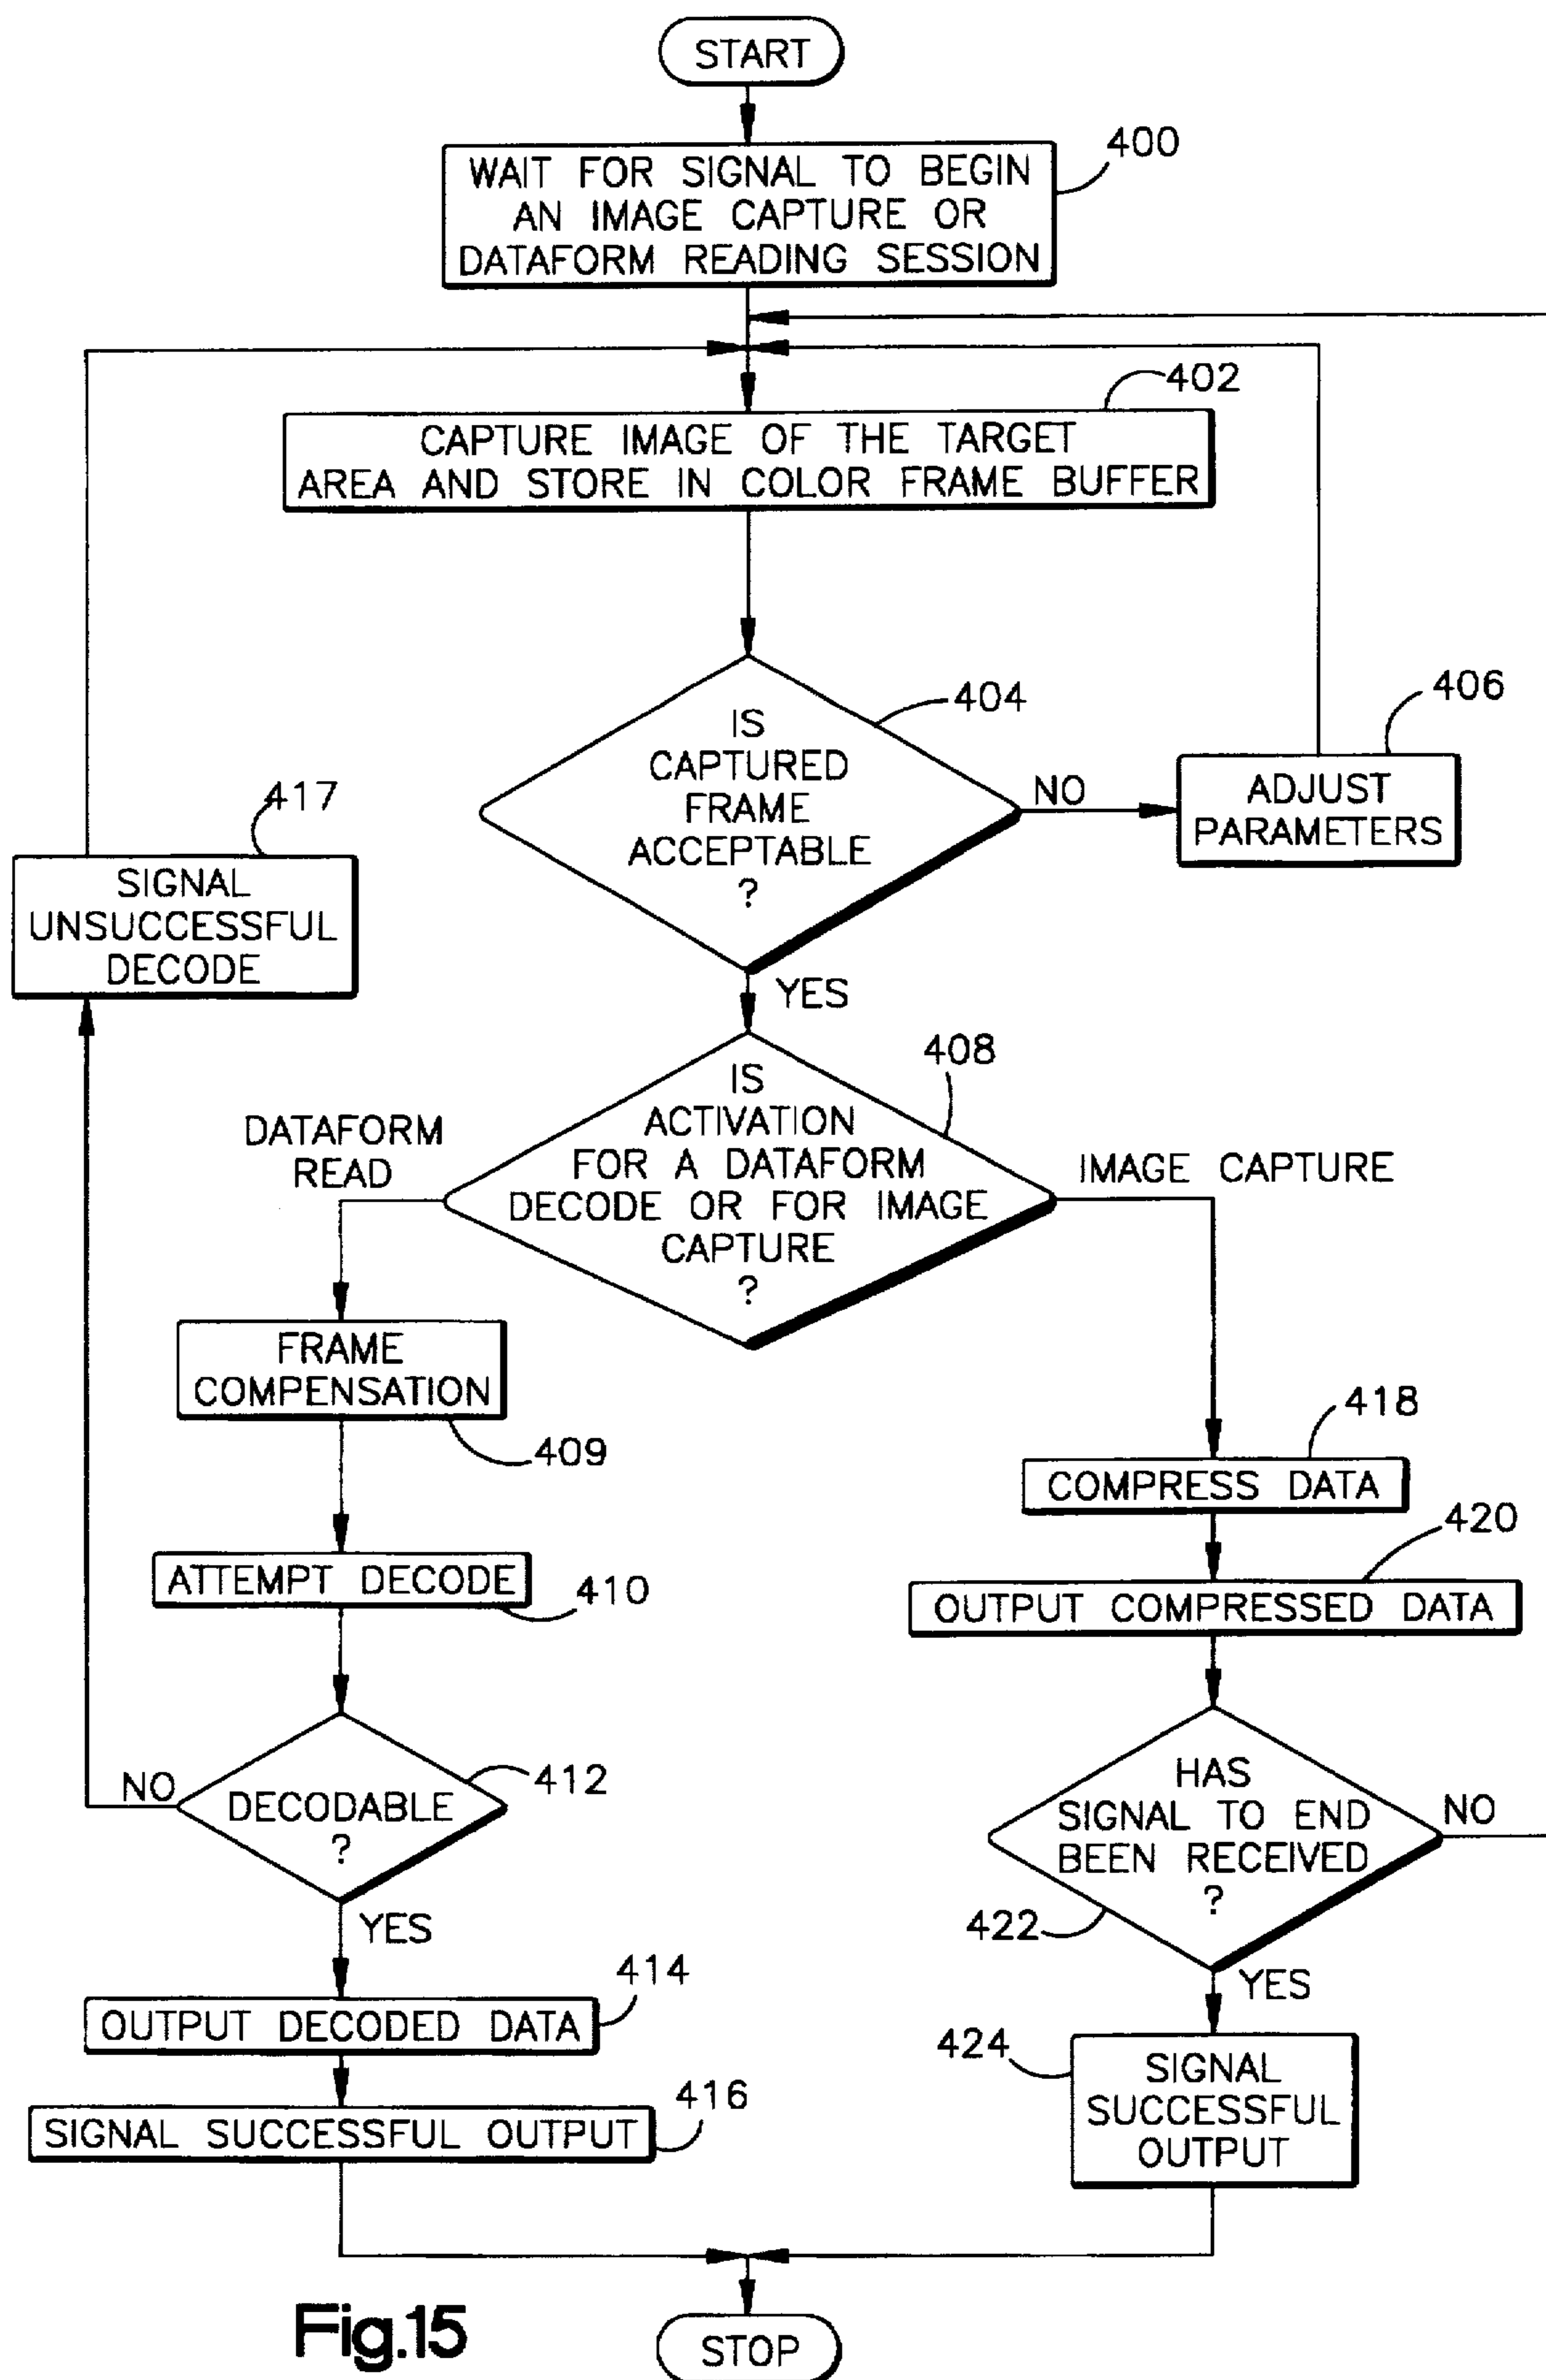 START
400
WAIT FOR SIGNAL TO BEGIN
AN IMAGE CAPTURE OR
DATAFORM READING SESSION
402
CAPTURE IMAGE OF THE TARGET
AREA AND STORE IN COLOR FRAME BUFFER
404
IS
CAPTURED
FRAME
ACCEPTABLE
?
NO
406
ADJUST
PARAMETERS
417
SIGNAL
UNSUCCESSFUL
DECODE
YES
408
IS
ACTIVATION
FOR A DATAFORM
DECODE OR FOR IMAGE
CAPTURE
?
DATAFORM
READ
IMAGE CAPTURE
FRAME
COMPENSATION
409
418
COMPRESS DATA
420
OUTPUT COMPRESSED DATA
ATTEMPT DECODE
410
412
DECODABLE
?
NO
YES
HAS
SIGNAL TO END
BEEN RECEIVED
?
NO
422
YES
414
OUTPUT DECODED DATA
416
SIGNAL SUCCESSFUL OUTPUT
424
SIGNAL
SUCCESSFUL
OUTPUT
Fig.15
STOP